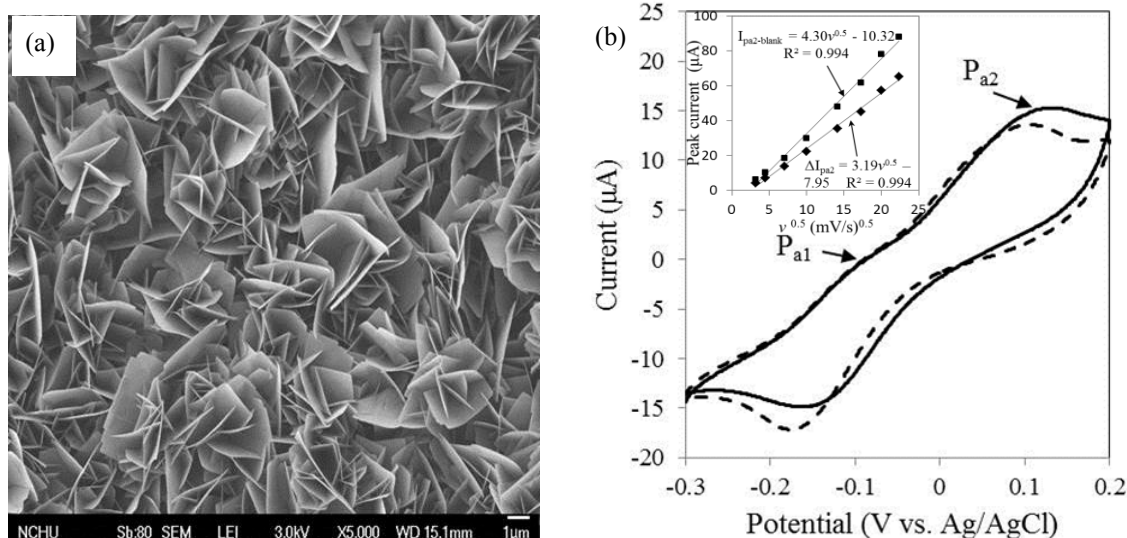 (a)
NCHU Sb:80 SEM LEI 3.0kV X5,000 WD 15.1mm 1μm
(b)
25
20
15
10
5
0
-5
-10
-15
-20
Current (μA)
-0.3 -0.2 -0.1 0 0.1 0.2
Potential (V vs. Ag/AgCl)
P_a1
P_a2
100
80
60
40
20
0
Peak current (μA)
I_pa2-blank = 4.30v^0.5 - 10.32
R² = 0.994
ΔI_pa2 = 3.19v^0.5 –
7.95 R² = 0.994
0 5 10 15 20 25
v^0.5 (mV/s)^0.5